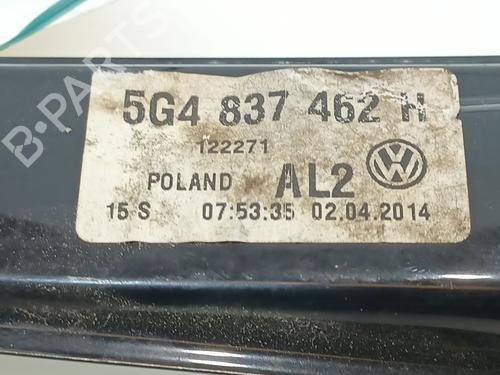 5G4 837 462 H
122271
POLAND AL2
15 S 07:53:35 02.04.2014
B-PARTS